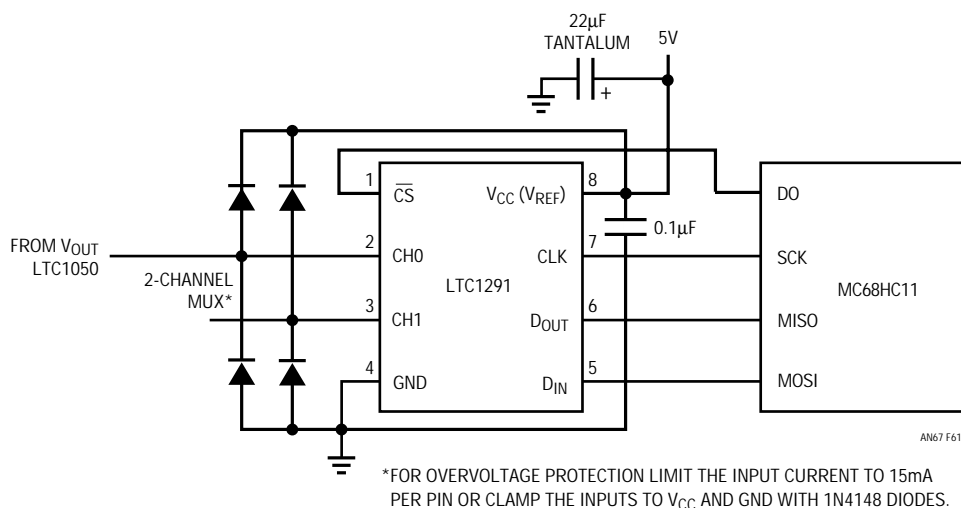 22µF
TANTALUM
5V
+
1
CS
VCC (VREF)
8
DO
FROM VOUT
LTC1050
2
CH0
0.1µF
CLK
7
SCK
2-CHANNEL
MUX*
LTC1291
MC68HC11
3
CH1
DOUT
6
MISO
4
GND
DIN
5
MOSI
AN67 F61
*FOR OVERVOLTAGE PROTECTION LIMIT THE INPUT CURRENT TO 15mA
PER PIN OR CLAMP THE INPUTS TO VCC AND GND WITH 1N4148 DIODES.